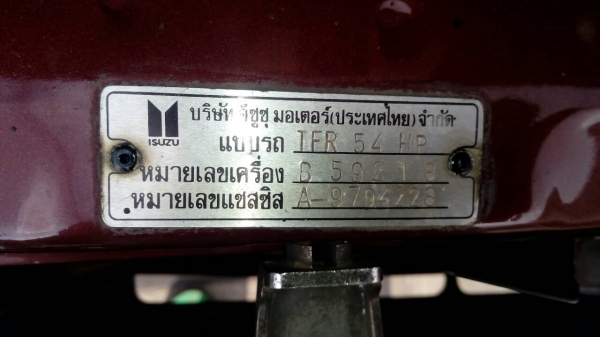 บริษัท อีซูซุ มอเตอร์(ประเทศไทย)จำกัด
ISUZU
แบบรถ TFR 54 HP
หมายเลขเครื่อง B
หมายเลขแชสซิส